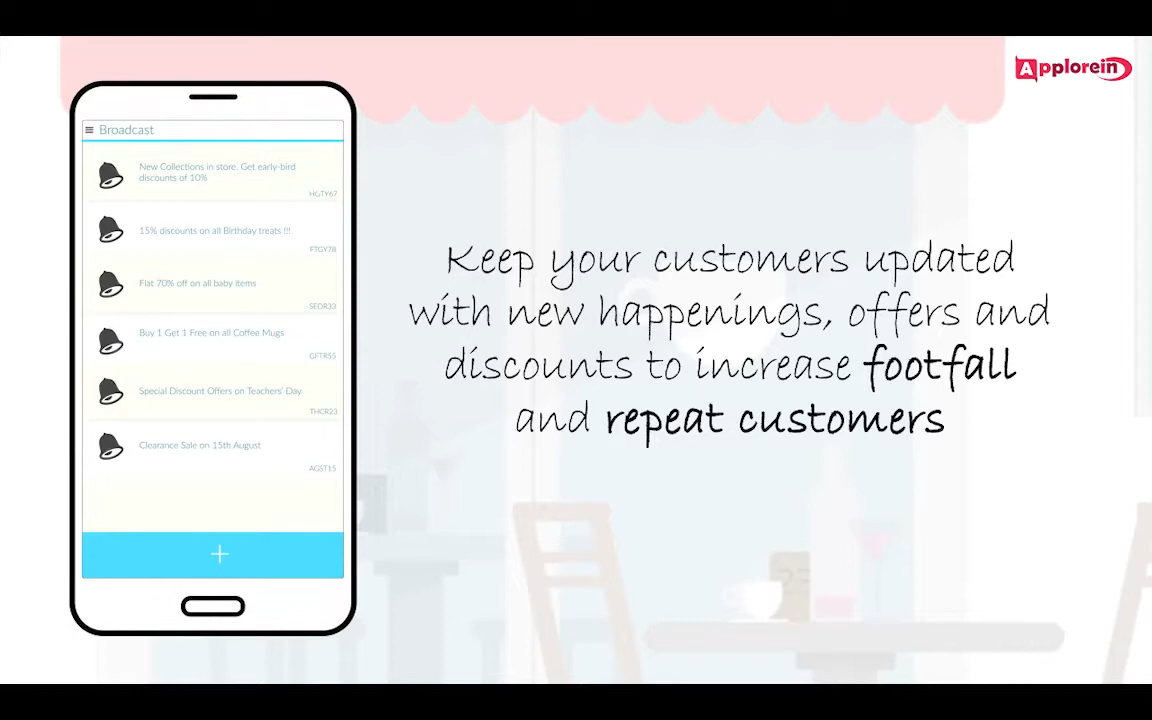 Applorein
Broadcast
New Collections in store. Get early-bird
discounts of 10%
HGTY67
15% discounts on all Birthday treats !!!
FTGY78
Flat 70% off on all baby items
SEDR33
Buy 1 Get 1 Free on all Coffee Mugs
GFTR55
Special Discount Offers on Teachers' Day
THCR23
Clearance Sale on 15th August
AGST15
+
Keep your customers updated
with new happenings, offers and
discounts to increase footfall
and repeat customers